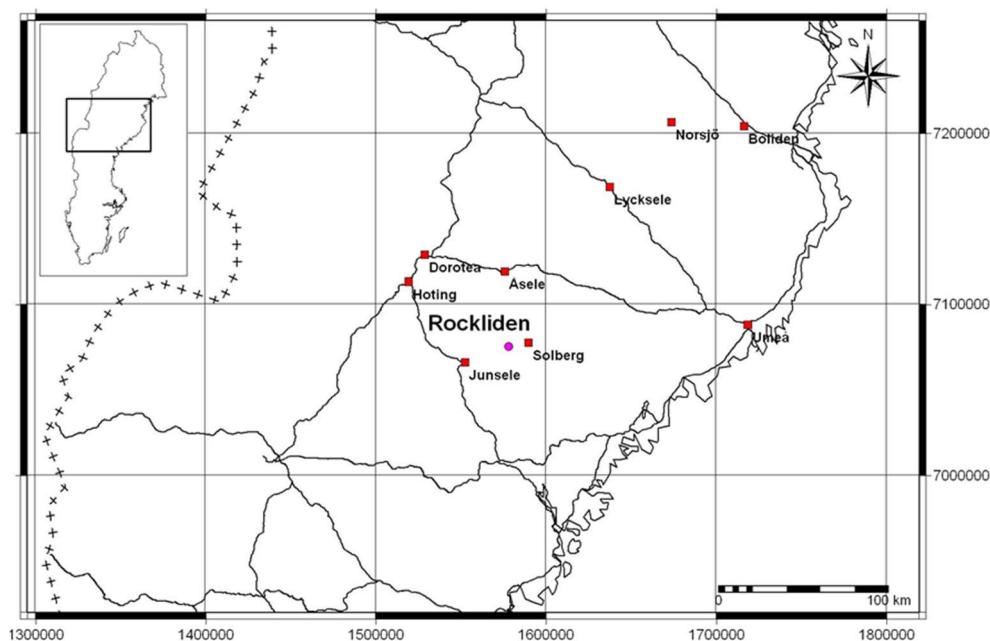 N
7200000
Norsjö
Boliden
Lycksele
Dorotea
Åsele
Hoting
7100000
Rockliden
Umeå
Solberg
Junsele
7000000
0
100 km
1300000
1400000
1500000
1600000
1700000
1800000